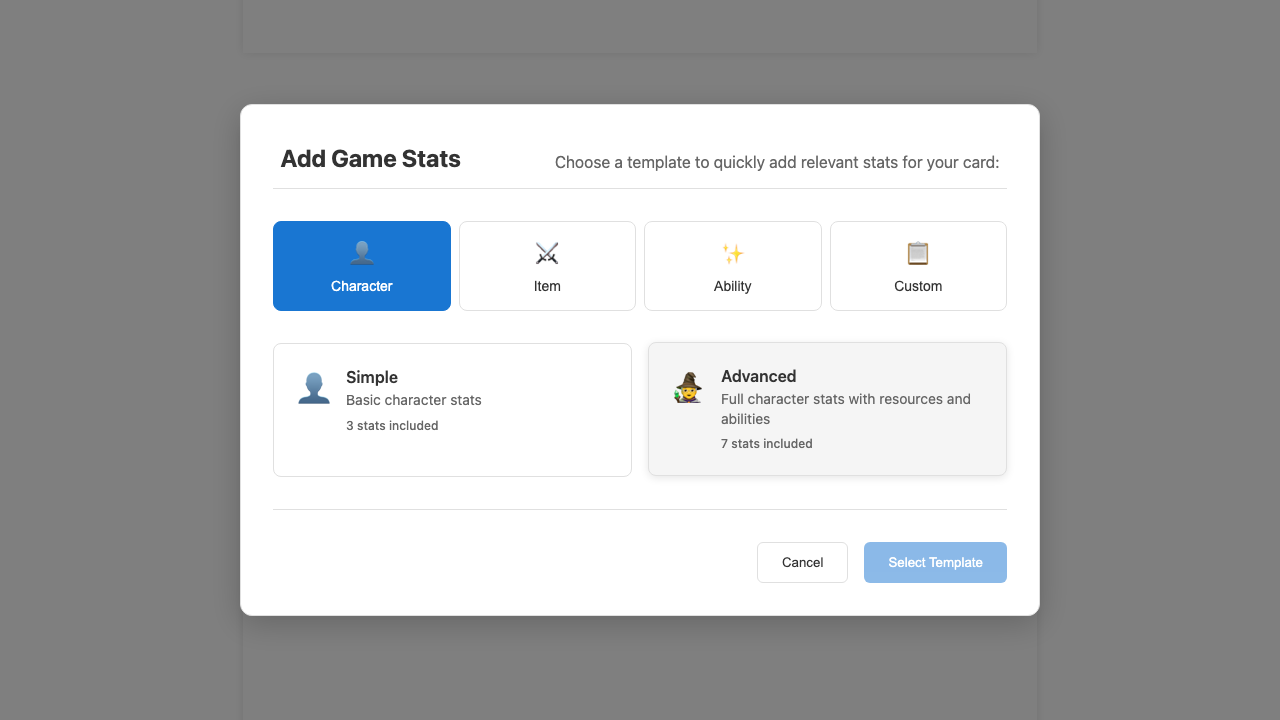 Add Game Stats
Choose a template to quickly add relevant stats for your card:
Character
Item
Ability
Custom
Simple
Basic character stats
3 stats included
Advanced
Full character stats with resources and
abilities
7 stats included
Cancel
Select Template